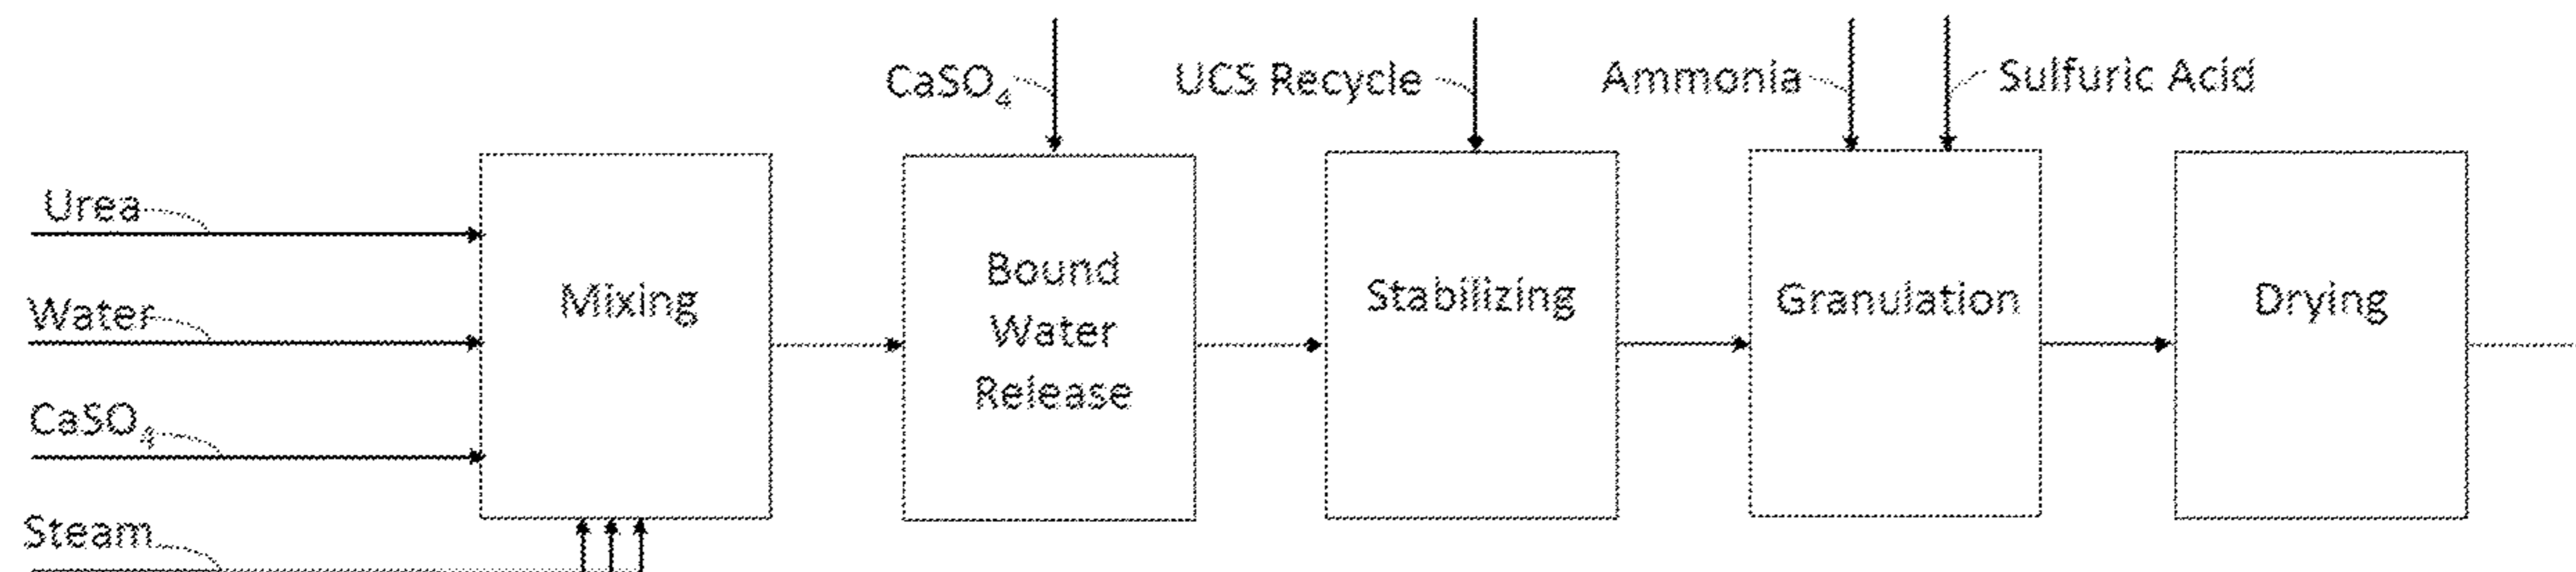 CaSO₄
UCS Recycle
Ammonia
Sulfuric Acid
Urea
Water
CaSO₄
Steam
Mixing
Bound
Water
Release
Stabilizing
Granulation
Drying